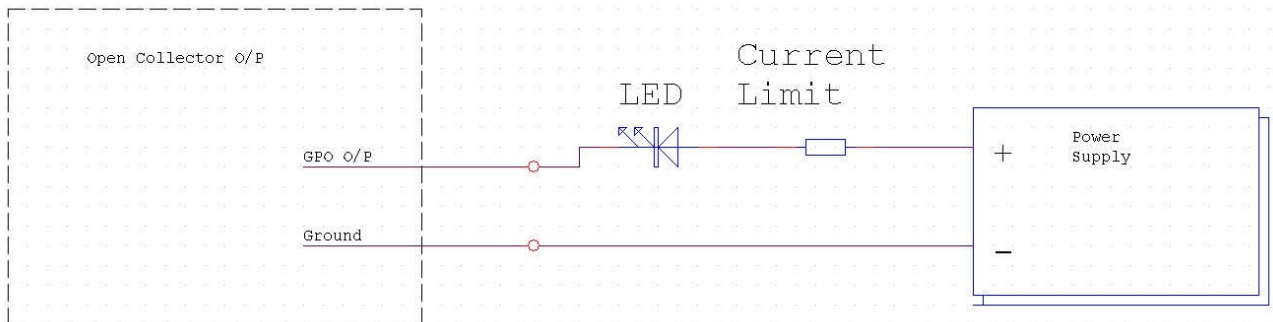 Open Collector O/P
Current
LED Limit
Power
Supply
GPO O/P
+
Ground
−